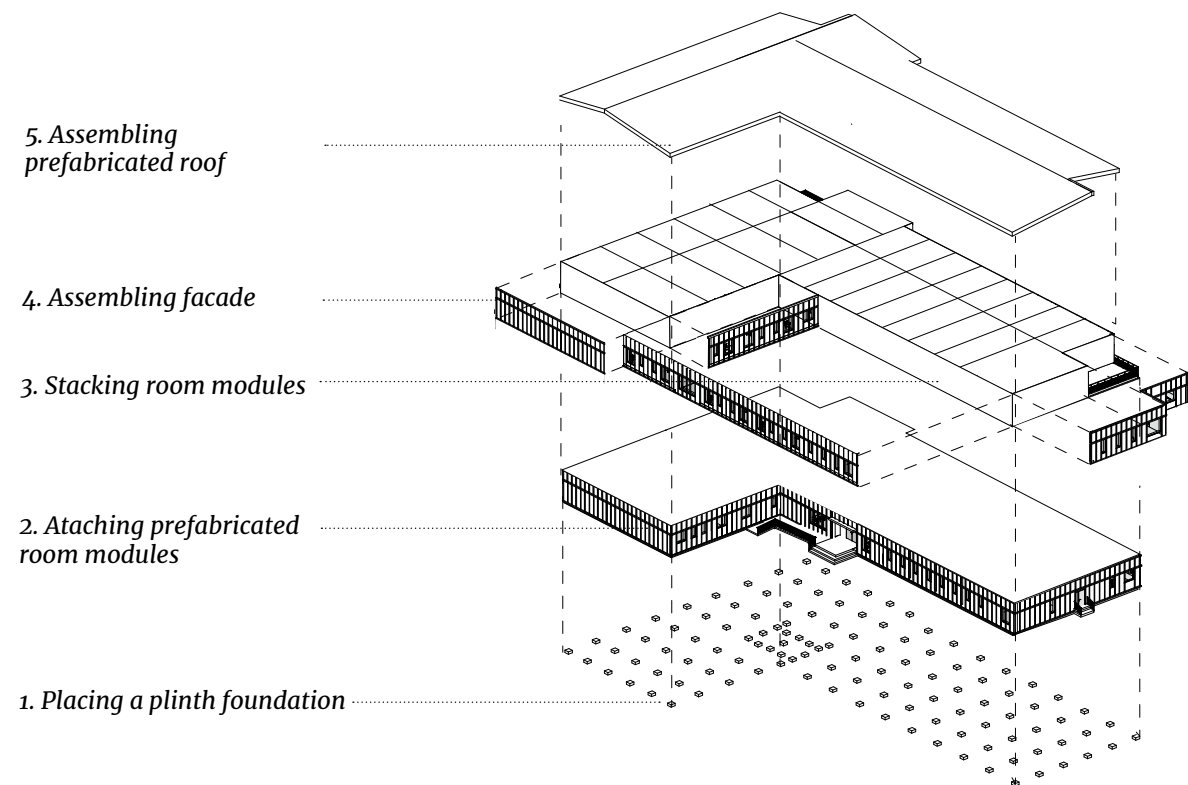 5. Assembling
prefabricated roof
4. Assembling facade
3. Stacking room modules
2. Ataching prefabricated
room modules
1. Placing a plinth foundation